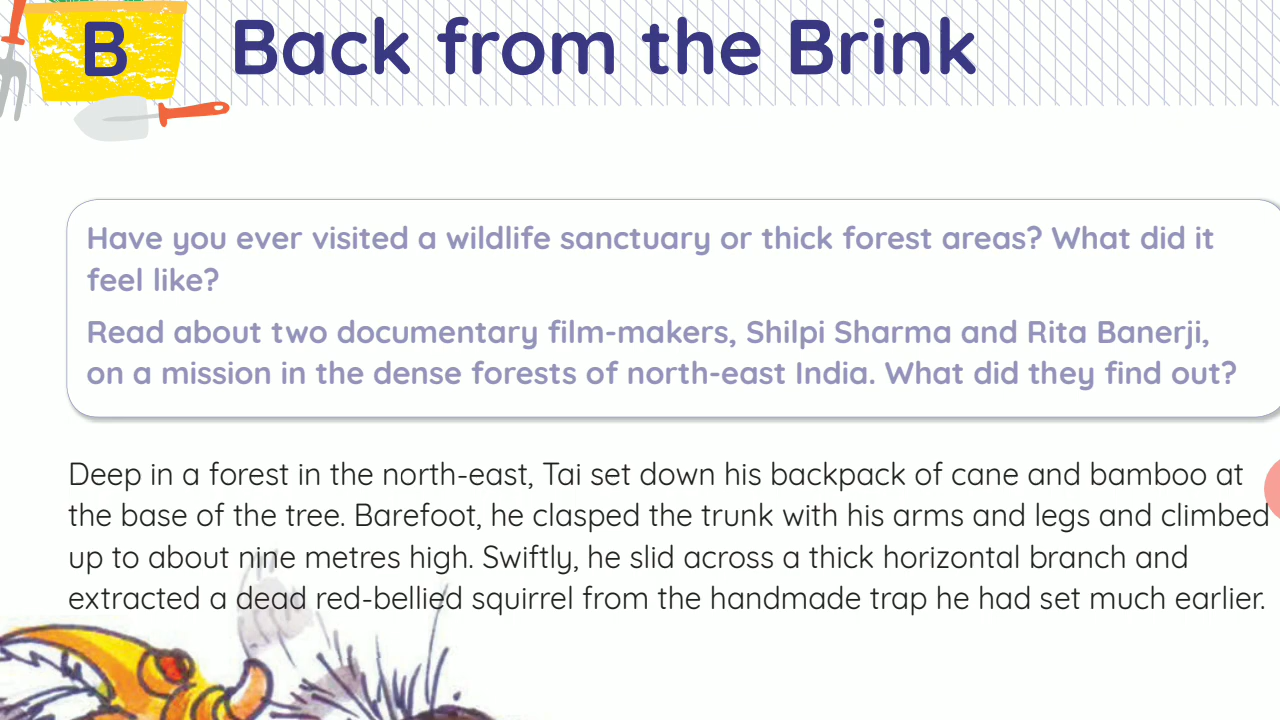 B Back from the Brink
Have you ever visited a wildlife sanctuary or thick forest areas? What did it
feel like?
Read about two documentary film-makers, Shilpi Sharma and Rita Banerji,
on a mission in the dense forests of north-east India. What did they find out?
Deep in a forest in the north-east, Tai set down his backpack of cane and bamboo at
the base of the tree. Barefoot, he clasped the trunk with his arms and legs and climbed
up to about nine metres high. Swiftly, he slid across a thick horizontal branch and
extracted a dead red-bellied squirrel from the handmade trap he had set much earlier.